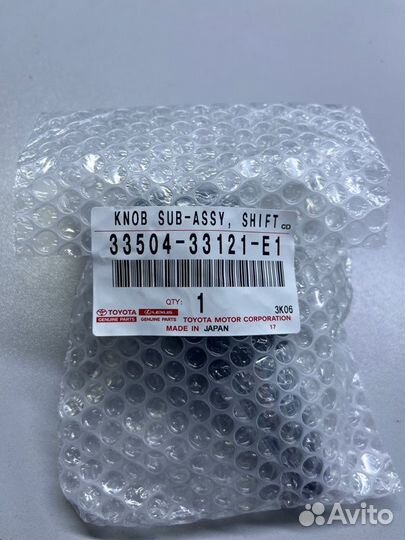 KNOB SUB-ASSY, SHIFT CD
33504-33121-E1
QTY: 1 3K06
TOYOTA LEXUS TOYOTA MOTOR CORPORATION
GENUINE PARTS GENUINE PARTS
MADE IN JAPAN 17
Avito